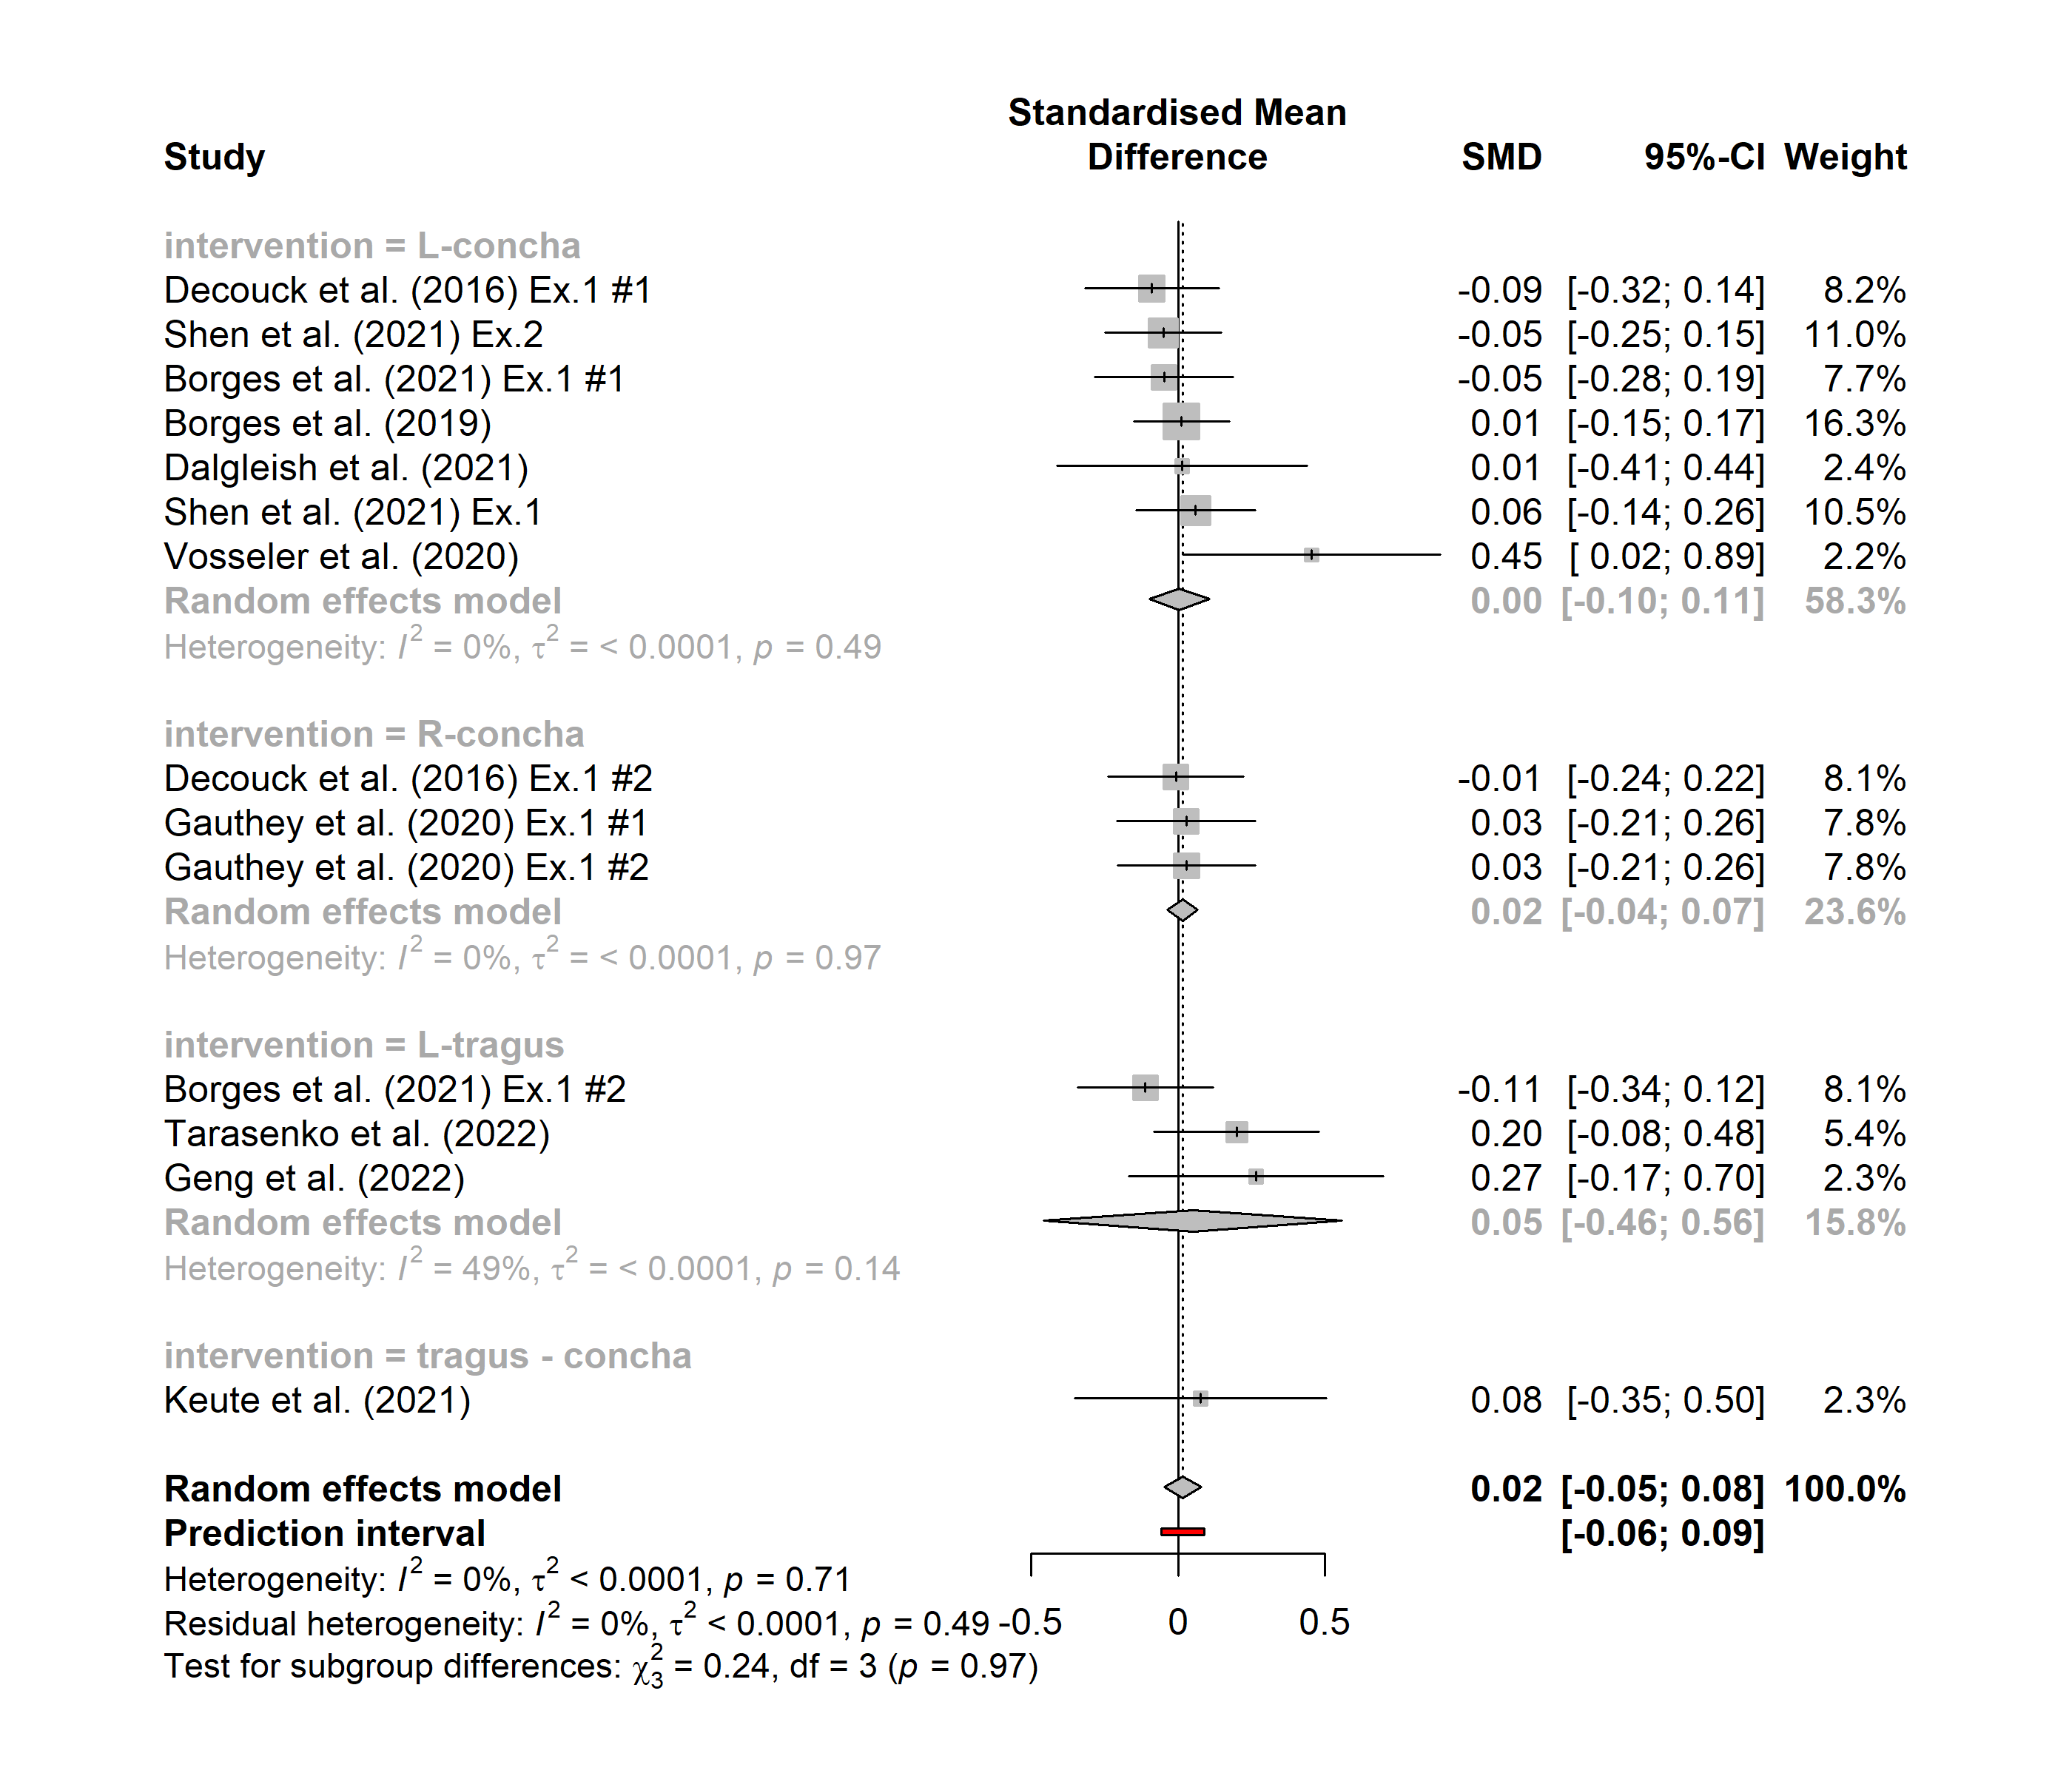 Standardised Mean
Study Difference SMD 95%-CI Weight
intervention = L-concha
Decouck et al. (2016) Ex.1 #1 -0.09 [-0.32; 0.14] 8.2%
Shen et al. (2021) Ex.2 -0.05 [-0.25; 0.15] 11.0%
Borges et al. (2021) Ex.1 #1 -0.05 [-0.28; 0.19] 7.7%
Borges et al. (2019) 0.01 [-0.15; 0.17] 16.3%
Dalgleish et al. (2021) 0.01 [-0.41; 0.44] 2.4%
Shen et al. (2021) Ex.1 0.06 [-0.14; 0.26] 10.5%
Vosseler et al. (2020) 0.45 [ 0.02; 0.89] 2.2%
Random effects model 0.00 [-0.10; 0.11] 58.3%
Heterogeneity: I² = 0%, τ² = < 0.0001, p = 0.49
intervention = R-concha
Decouck et al. (2016) Ex.1 #2 -0.01 [-0.24; 0.22] 8.1%
Gauthey et al. (2020) Ex.1 #1 0.03 [-0.21; 0.26] 7.8%
Gauthey et al. (2020) Ex.1 #2 0.03 [-0.21; 0.26] 7.8%
Random effects model 0.02 [-0.04; 0.07] 23.6%
Heterogeneity: I² = 0%, τ² = < 0.0001, p = 0.97
intervention = L-tragus
Borges et al. (2021) Ex.1 #2 -0.11 [-0.34; 0.12] 8.1%
Tarasenko et al. (2022) 0.20 [-0.08; 0.48] 5.4%
Geng et al. (2022) 0.27 [-0.17; 0.70] 2.3%
Random effects model 0.05 [-0.46; 0.56] 15.8%
Heterogeneity: I² = 49%, τ² = < 0.0001, p = 0.14
intervention = tragus - concha
Keute et al. (2021) 0.08 [-0.35; 0.50] 2.3%
Random effects model 0.02 [-0.05; 0.08] 100.0%
Prediction interval [-0.06; 0.09]
Heterogeneity: I² = 0%, τ² < 0.0001, p = 0.71
Residual heterogeneity: I² = 0%, τ² < 0.0001, p = 0.49 -0.5 0 0.5
Test for subgroup differences: χ²₃ = 0.24, df = 3 (p = 0.97)